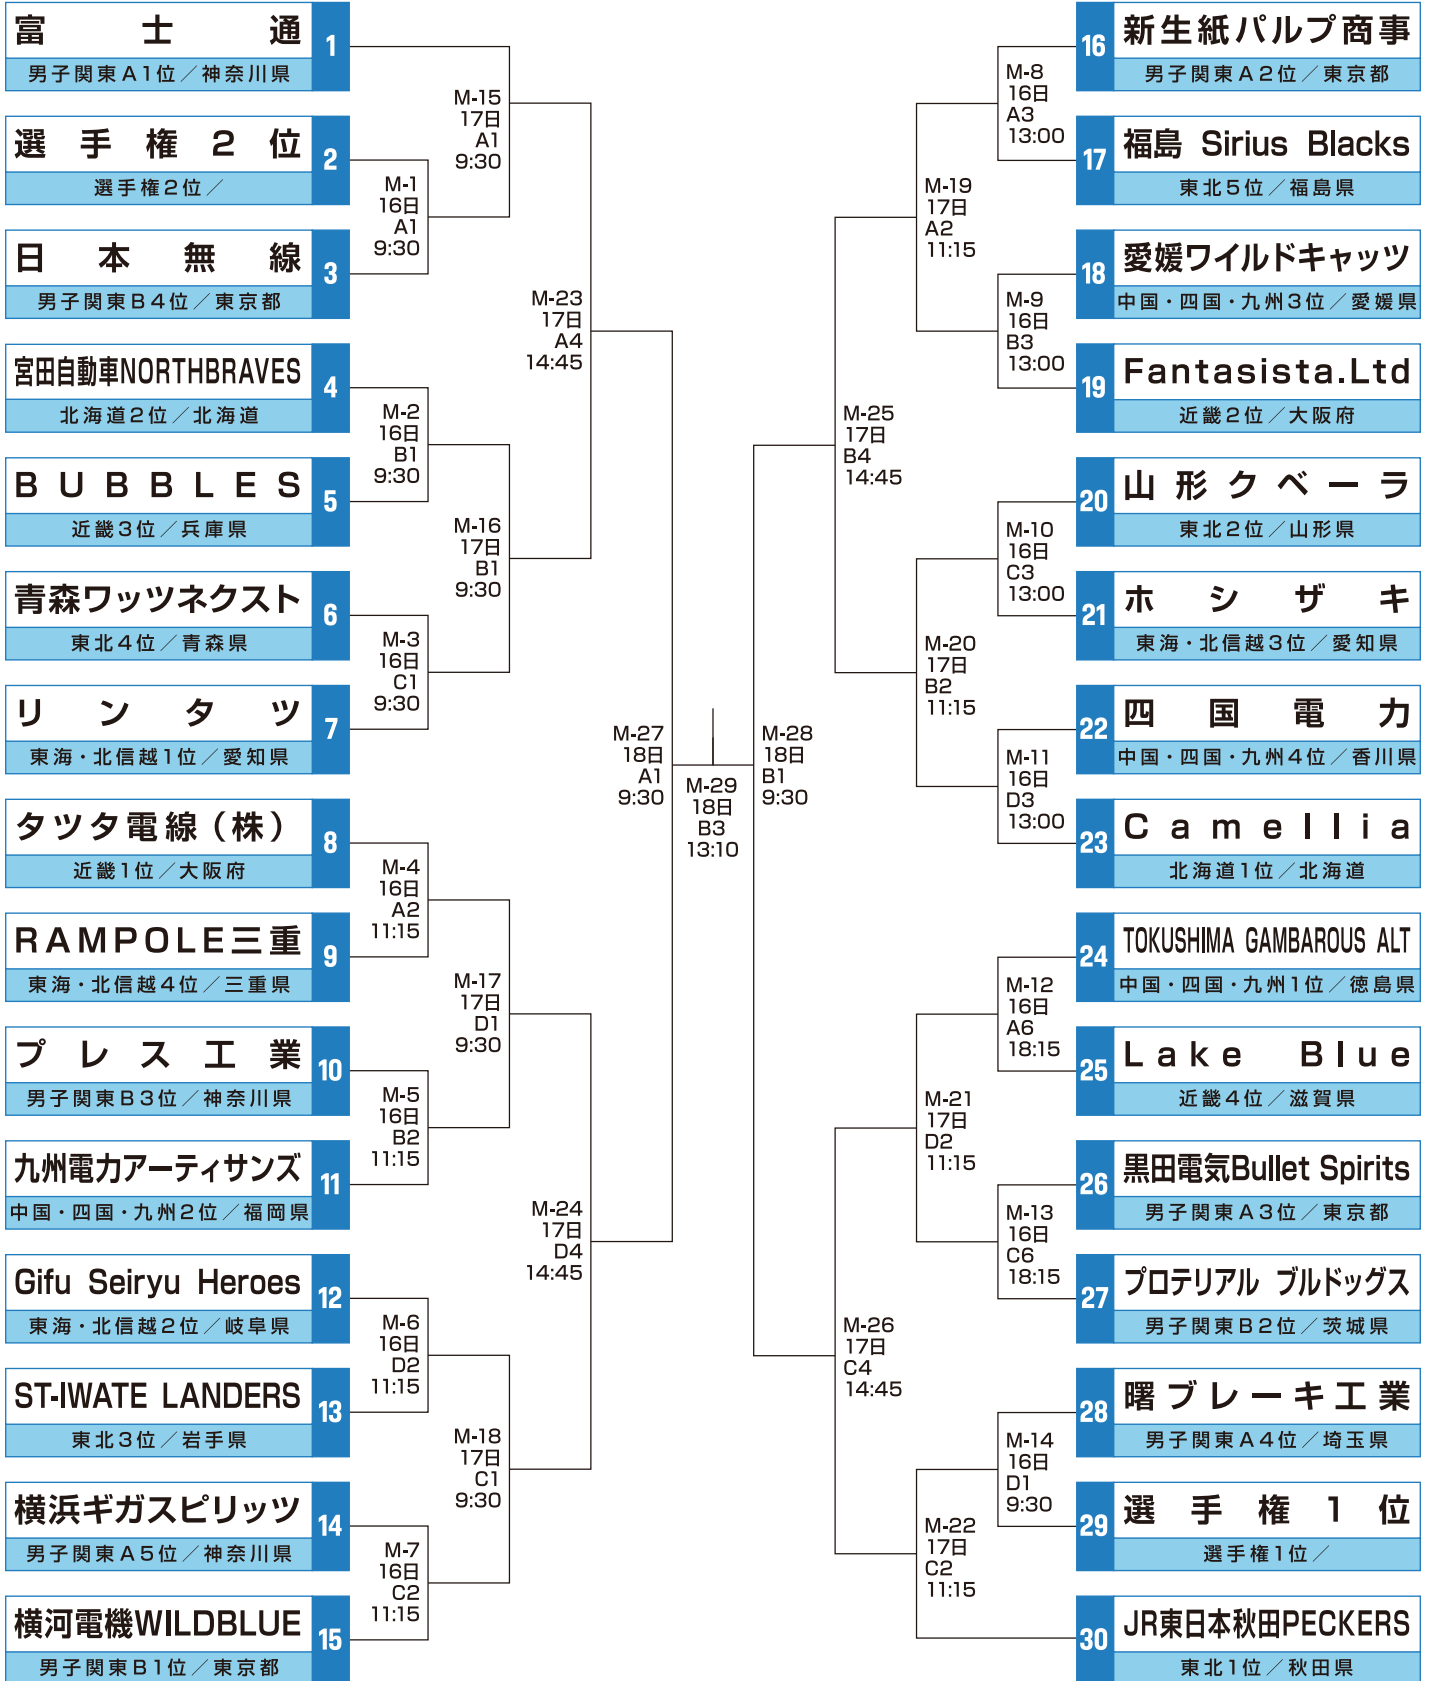 富士通
1
男子関東A1位／神奈川県
選手権2位
2
選手権2位／
日本無線
3
男子関東B4位／東京都
宮田自動車NORTHBRAVES
4
北海道2位／北海道
BUBBLES
5
近畿3位／兵庫県
青森ワッツネクスト
6
東北4位／青森県
リンタツ
7
東海・北信越1位／愛知県
タツタ電線（株）
8
近畿1位／大阪府
RAMPOLE三重
9
東海・北信越4位／三重県
プレス工業
10
男子関東B3位／神奈川県
九州電力アーティサンズ
11
中国・四国・九州2位／福岡県
Gifu Seiryu Heroes
12
東海・北信越2位／岐阜県
ST-IWATE LANDERS
13
東北3位／岩手県
横浜ギガスピリッツ
14
男子関東A5位／神奈川県
横河電機WILDBLUE
15
男子関東B1位／東京都
M-1
16日
A1
9:30
M-2
16日
B1
9:30
M-3
16日
C1
9:30
M-4
16日
A2
11:15
M-5
16日
B2
11:15
M-6
16日
D2
11:15
M-7
16日
C2
11:15
M-15
17日
A1
9:30
M-16
17日
B1
9:30
M-17
17日
D1
9:30
M-18
17日
C1
9:30
M-23
17日
A4
14:45
M-24
17日
D4
14:45
M-27
18日
A1
9:30
M-29
18日
B3
13:10
M-28
18日
B1
9:30
M-25
17日
B4
14:45
M-26
17日
C4
14:45
M-19
17日
A2
11:15
M-20
17日
B2
11:15
M-21
17日
D2
11:15
M-22
17日
C2
11:15
M-8
16日
A3
13:00
M-9
16日
B3
13:00
M-10
16日
C3
13:00
M-11
16日
D3
13:00
M-12
16日
A6
18:15
M-13
16日
C6
18:15
M-14
16日
D1
9:30
16
新生紙パルプ商事
男子関東A2位／東京都
17
福島 Sirius Blacks
東北5位／福島県
18
愛媛ワイルドキャッツ
中国・四国・九州3位／愛媛県
19
Fantasista.Ltd
近畿2位／大阪府
20
山形クベーラ
東北2位／山形県
21
ホシザキ
東海・北信越3位／愛知県
22
四国電力
中国・四国・九州4位／香川県
23
Camellia
北海道1位／北海道
24
TOKUSHIMA GAMBAROUS ALT
中国・四国・九州1位／徳島県
25
Lake Blue
近畿4位／滋賀県
26
黒田電気Bullet Spirits
男子関東A3位／東京都
27
プロテリアル ブルドッグス
男子関東B2位／茨城県
28
曙ブレーキ工業
男子関東A4位／埼玉県
29
選手権1位
選手権1位／
30
JR東日本秋田PECKERS
東北1位／秋田県